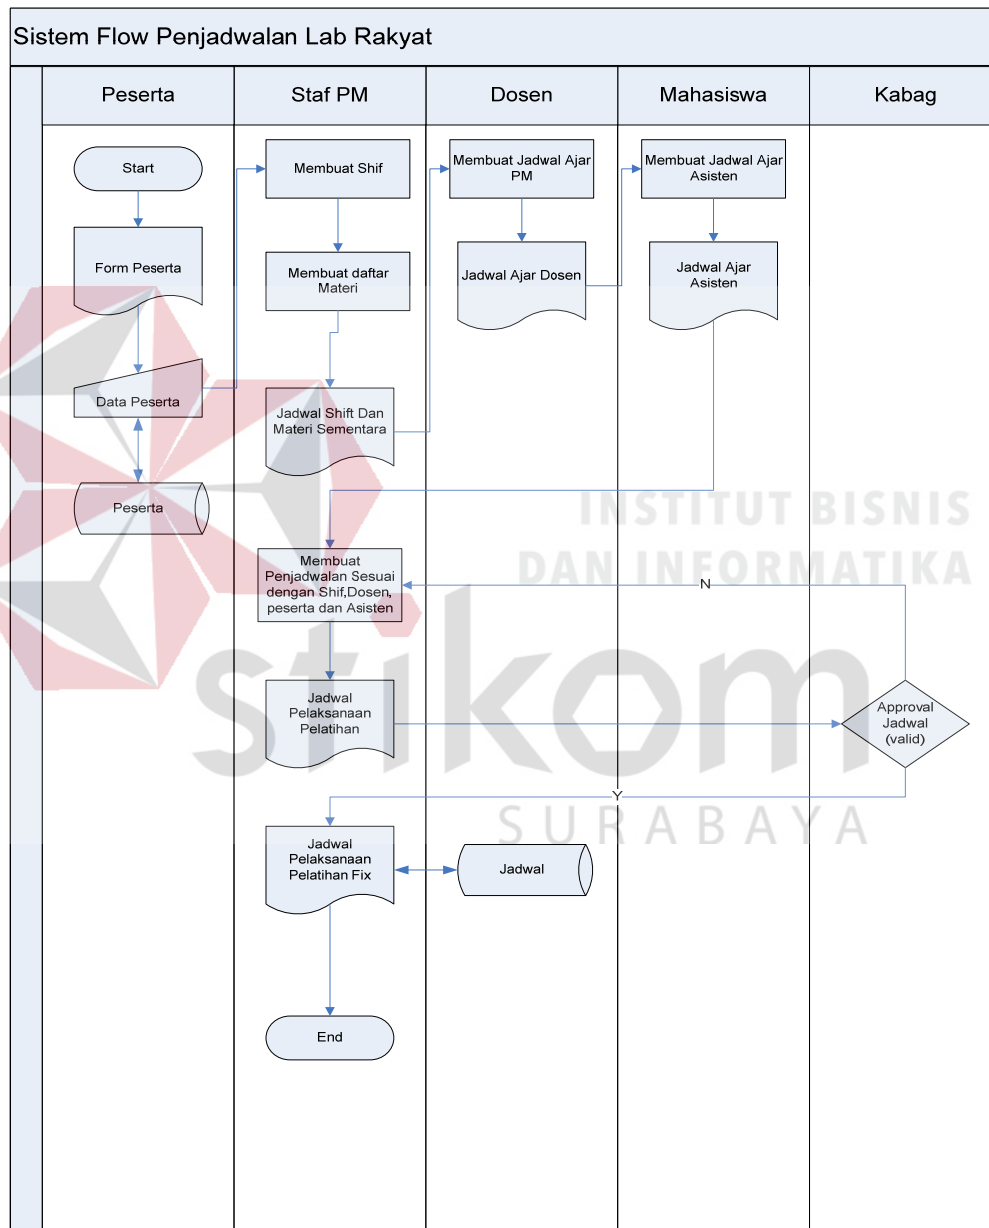 Sistem Flow Penjadwalan Lab Rakyat
Peserta
Staf PM
Dosen
Mahasiswa
Kabag
Start
Form Peserta
Data Peserta
Peserta
Membuat Shif
Membuat daftar
Materi
Jadwal Shift Dan
Materi Sementara
Membuat Jadwal Ajar
PM
Jadwal Ajar Dosen
Membuat Jadwal Ajar
Asisten
Jadwal Ajar
Asisten
Membuat
Penjadwalan Sesuai
dengan Shif,Dosen,
peserta dan Asisten
N
Jadwal
Pelaksanaan
Pelatihan
Approval
Jadwal
(valid)
Y
Jadwal
Pelaksanaan
Pelatihan Fix
Jadwal
End
INSTITUT BISNIS
DAN INFORMATIKA
stikom
SURABAYA